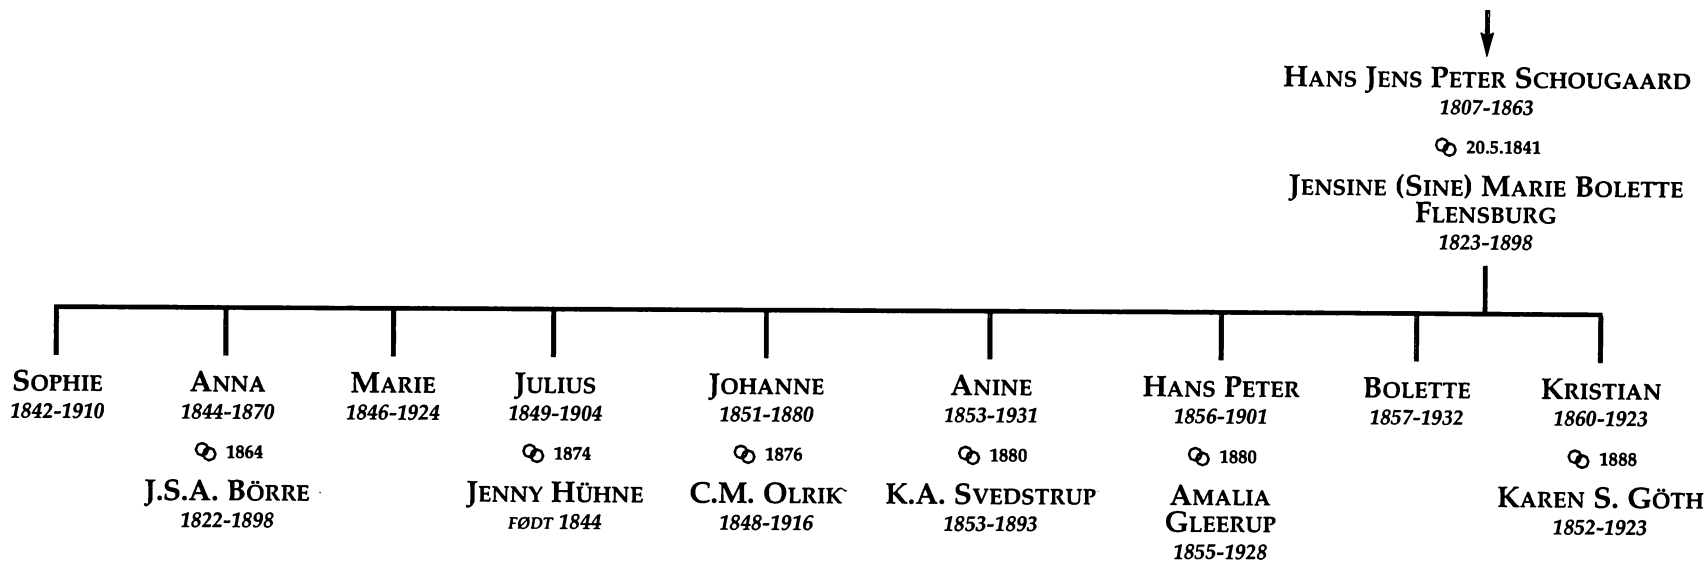 HANS JENS PETER SCHOUGAARD
1807-1863
20.5.1841
JENSINE (SINE) MARIE BOLETTE
FLENSBURG
1823-1898
SOPHIE
1842-1910
ANNA
1844-1870
1864
J.S.A. BÖRRE
1822-1898
MARIE
1846-1924
JULIUS
1849-1904
1874
JENNY HÜHNE
FØDT 1844
JOHANNE
1851-1880
1876
C.M. OLRIK
1848-1916
ANINE
1853-1931
1880
K.A. SVEDSTRUP
1853-1893
HANS PETER
1856-1901
1880
AMALIA
GLEERUP
1855-1928
BOLETTE
1857-1932
KRISTIAN
1860-1923
1888
KAREN S. GÖTH
1852-1923